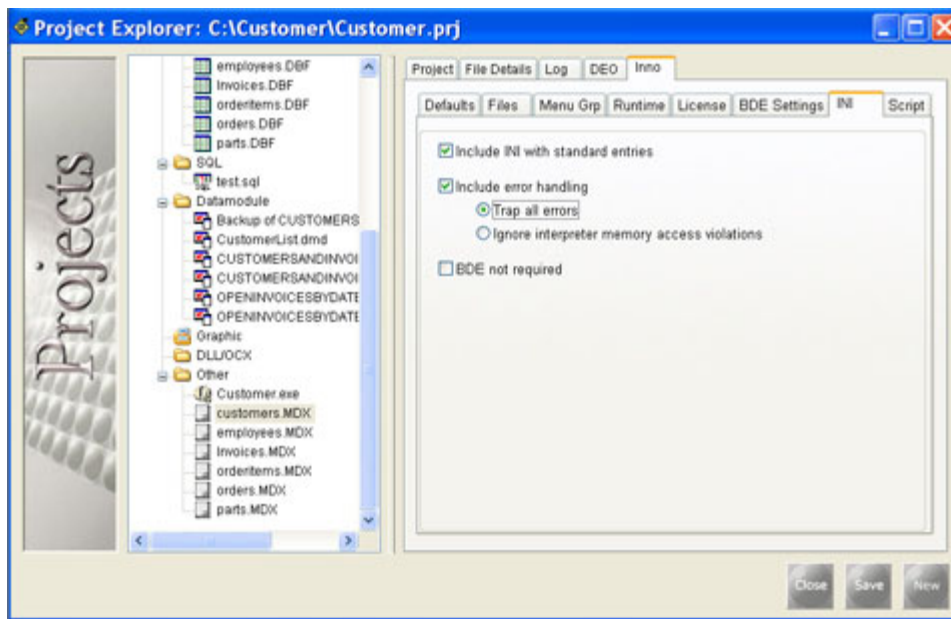 Project Explorer: C:\Customer\Customer.prj
Projects
employees.DBF
Invoices.DBF
orderitems.DBF
orders.DBF
parts.DBF
SQL
test.sql
Datamodule
Backup of CUSTOMERS
CustomerList.dmd
CUSTOMERSANDINVOI
CUSTOMERSANDINVOI
OPENINVOICESBYDATE
OPENINVOICESBYDATE
Graphic
DLL/OCX
Other
Customer.exe
customers.MDX
employees.MDX
Invoices.MDX
orderitems.MDX
orders.MDX
parts.MDX
Project File Details Log DEO Inno
Defaults Files Menu Grp Runtime License BDE Settings INI Script
Include INI with standard entries
Include error handling
Trap all errors
Ignore interpreter memory access violations
BDE not required
Close Save New